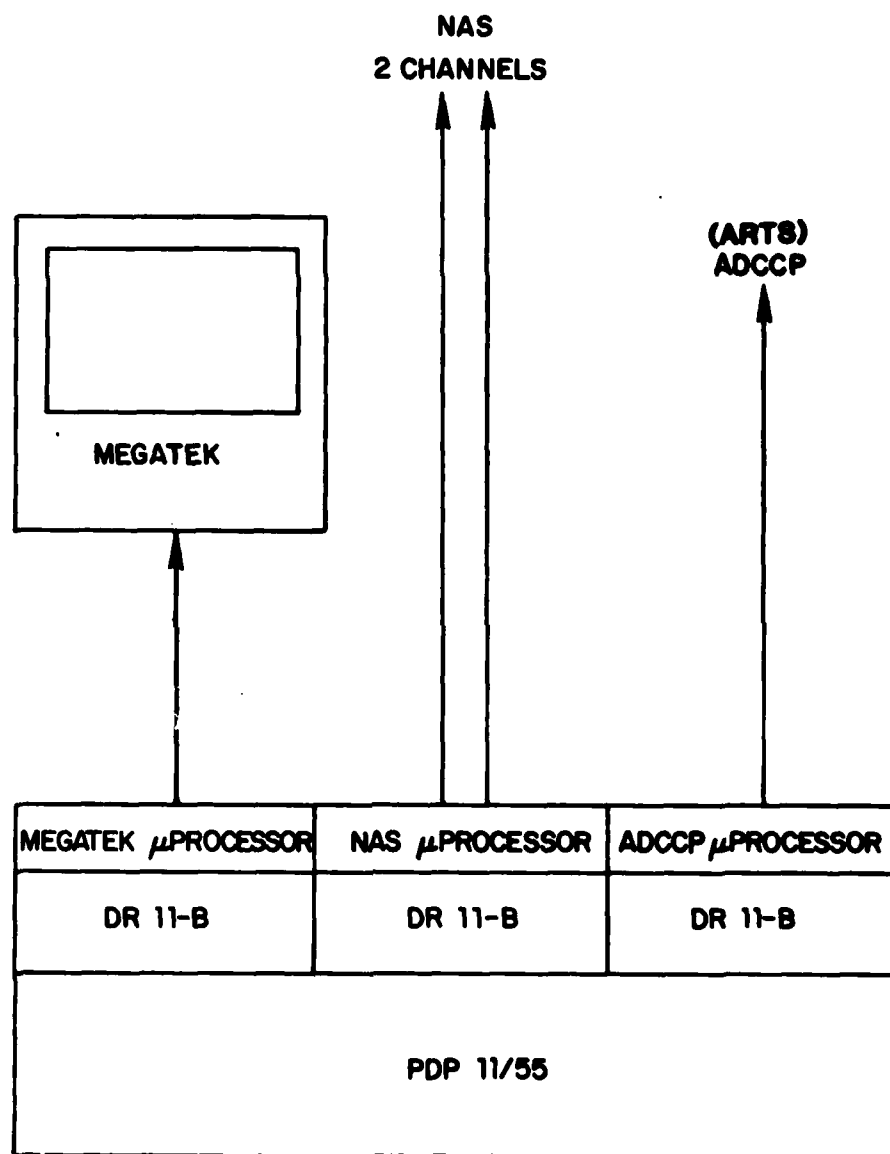 NAS
2 CHANNELS
(ARTS)
ADCCP
MEGATEK
MEGATEK μPROCESSOR
NAS μPROCESSOR
ADCCP μPROCESSOR
DR 11-B
DR 11-B
DR 11-B
PDP 11/55